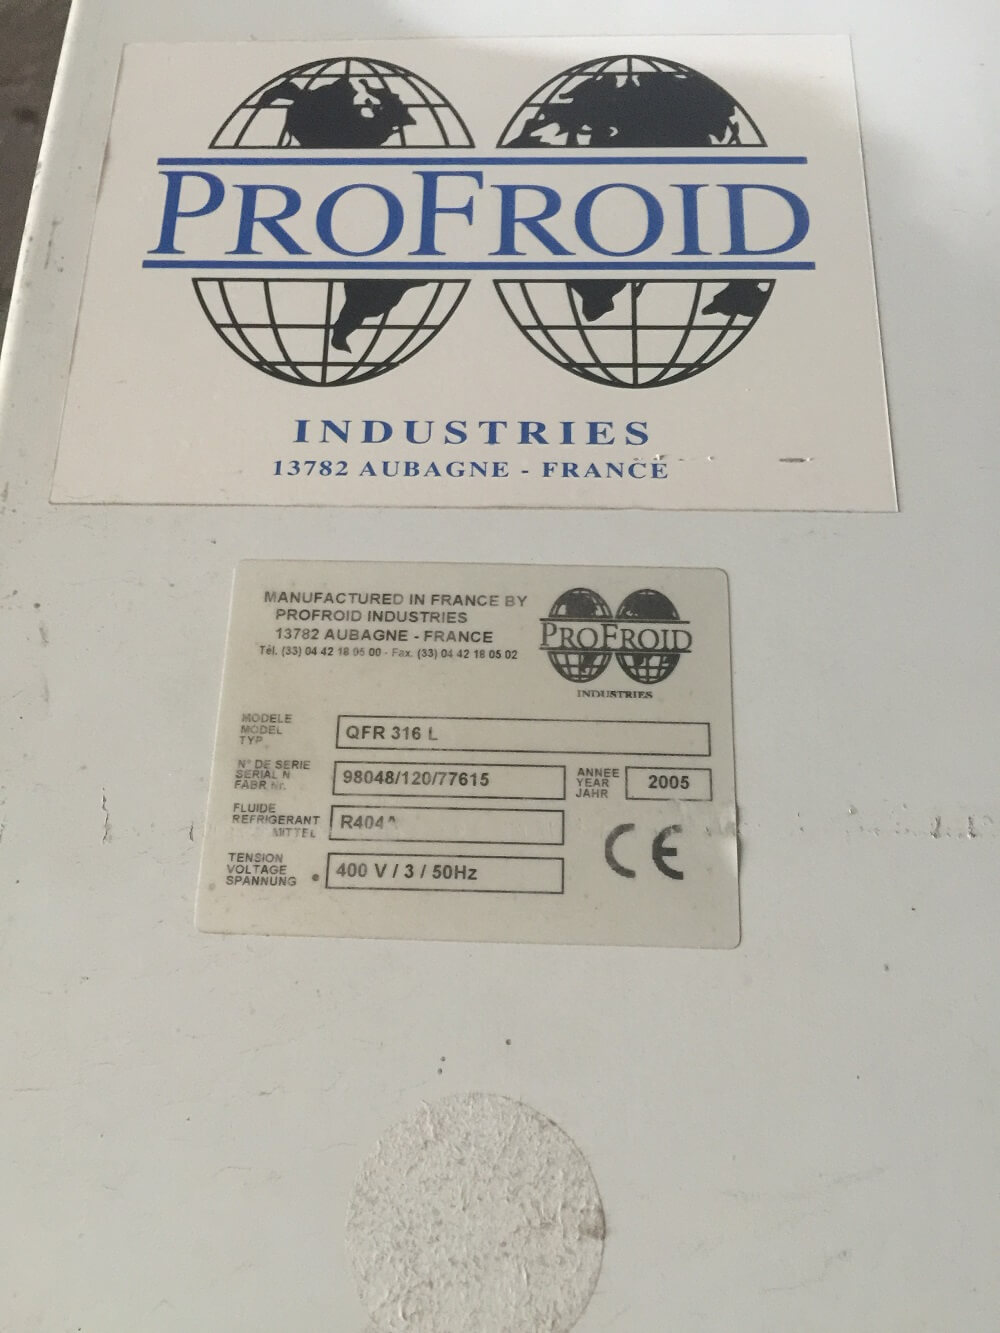 PROFROID
INDUSTRIES
13782 AUBAGNE - FRANCE
MANUFACTURED IN FRANCE BY
PROFROID INDUSTRIES
13782 AUBAGNE - FRANCE
Tél. (33) 04 42 18 05 00 - Fax. (33) 04 42 18 05 02
PROFROID
INDUSTRIES
MODELE
MODEL
TYP
QFR 316 L
N° DE SERIE
SERIAL N
FABR Nr.
98048/120/77615
ANNEE
YEAR
JAHR
2005
FLUIDE
REFRIGERANT
MITTEL
R404
CE
TENSION
VOLTAGE
SPANNUNG
400 V / 3 / 50Hz